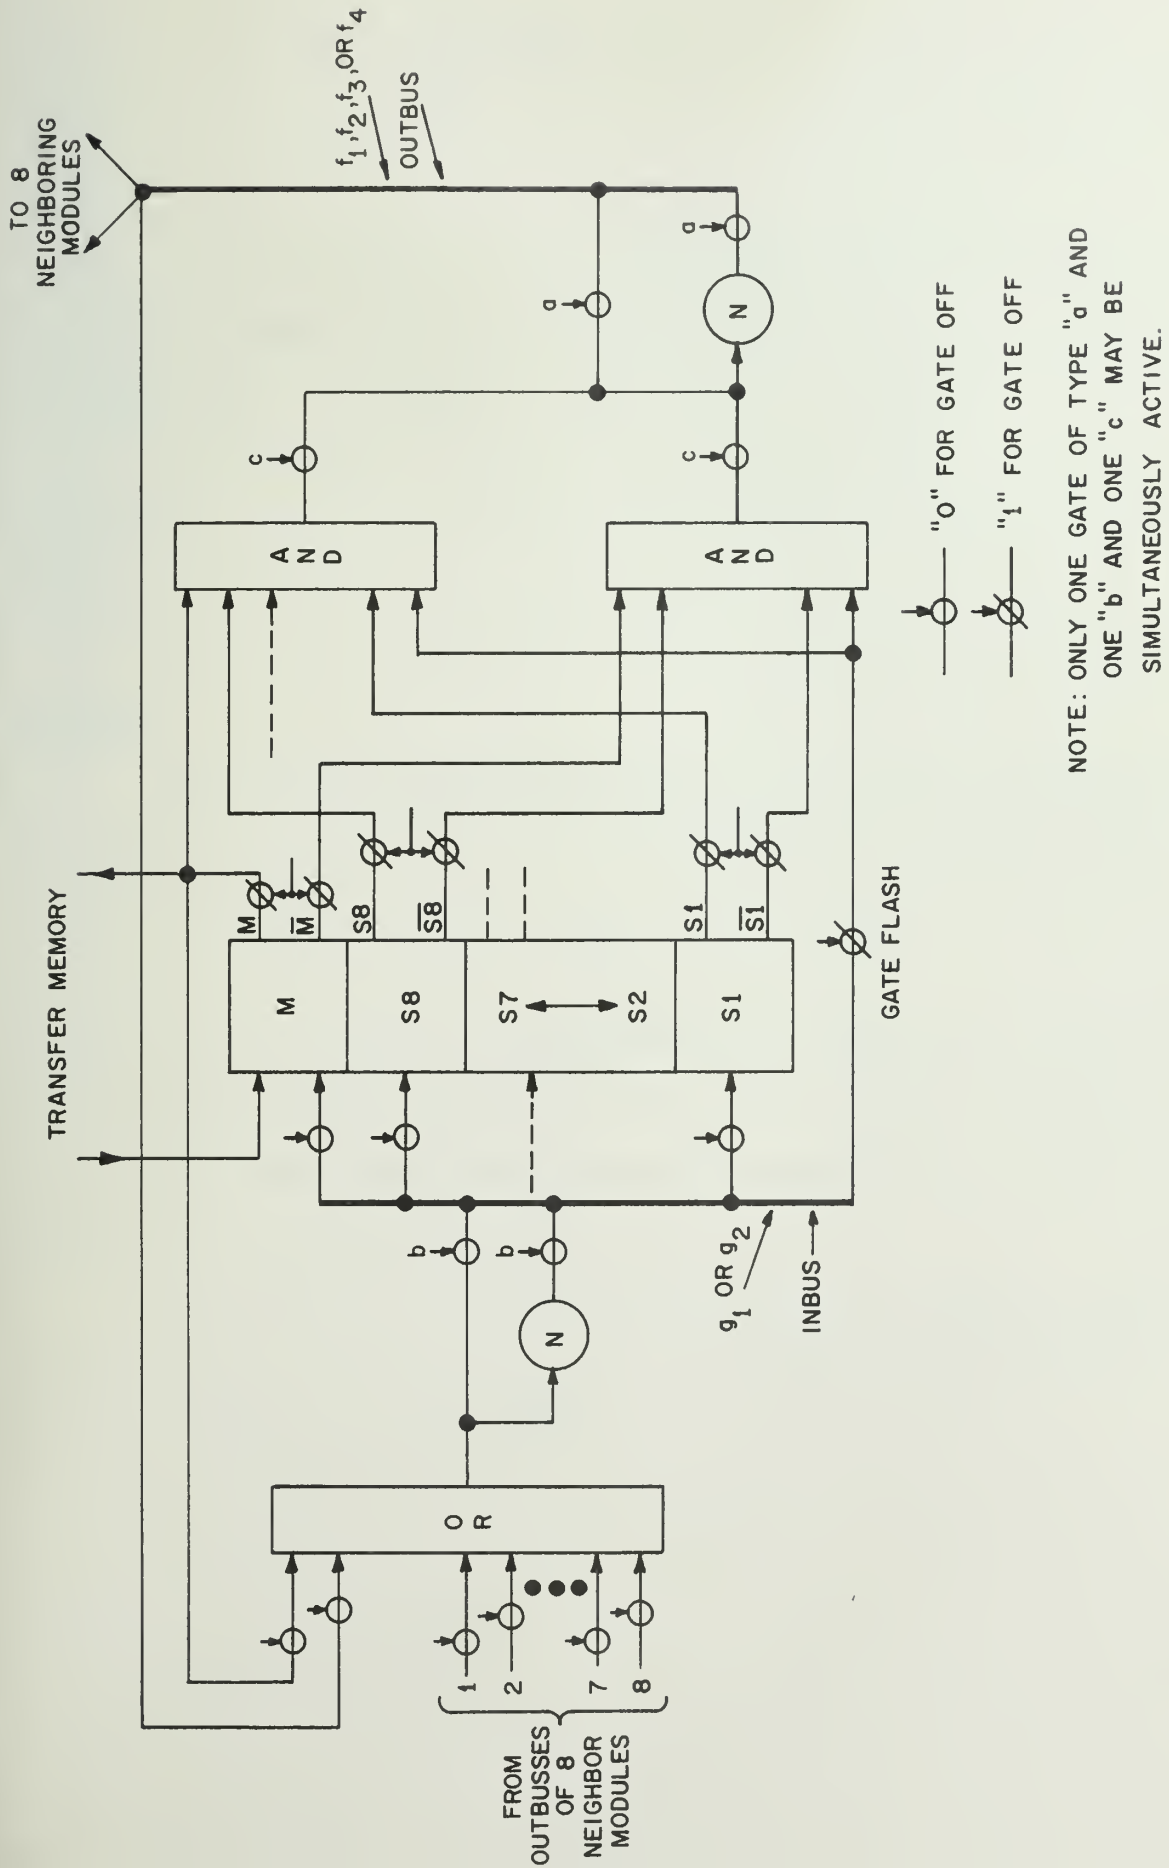 TO 8
NEIGHBORING
MODULES
f1, f2, f3, OR f4
OUTBUS
a
a
N
c
c
AND
AND
"0" FOR GATE OFF
"1" FOR GATE OFF
NOTE: ONLY ONE GATE OF TYPE "a" AND
ONE "b" AND ONE "c" MAY BE
SIMULTANEOUSLY ACTIVE.
TRANSFER MEMORY
M
M̅
S8
S̅8̅
S1
S̅1̅
M
S8
S7
S2
S1
GATE FLASH
b
b
N
g1 OR g2
INBUS
OR
1
2
7
8
FROM
OUTBUSSES
OF 8
NEIGHBOR
MODULES